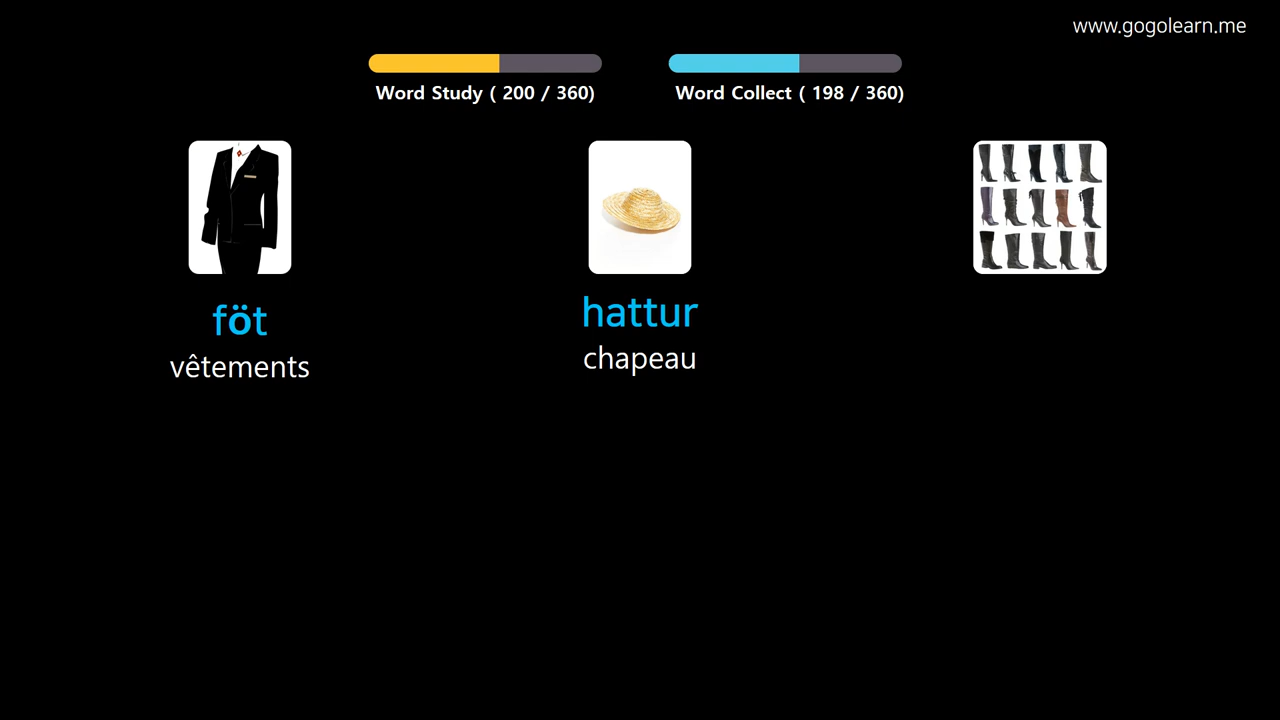 www.gogolearn.me
Word Study ( 200 / 360)
Word Collect ( 198 / 360)
föt
vêtements
hattur
chapeau